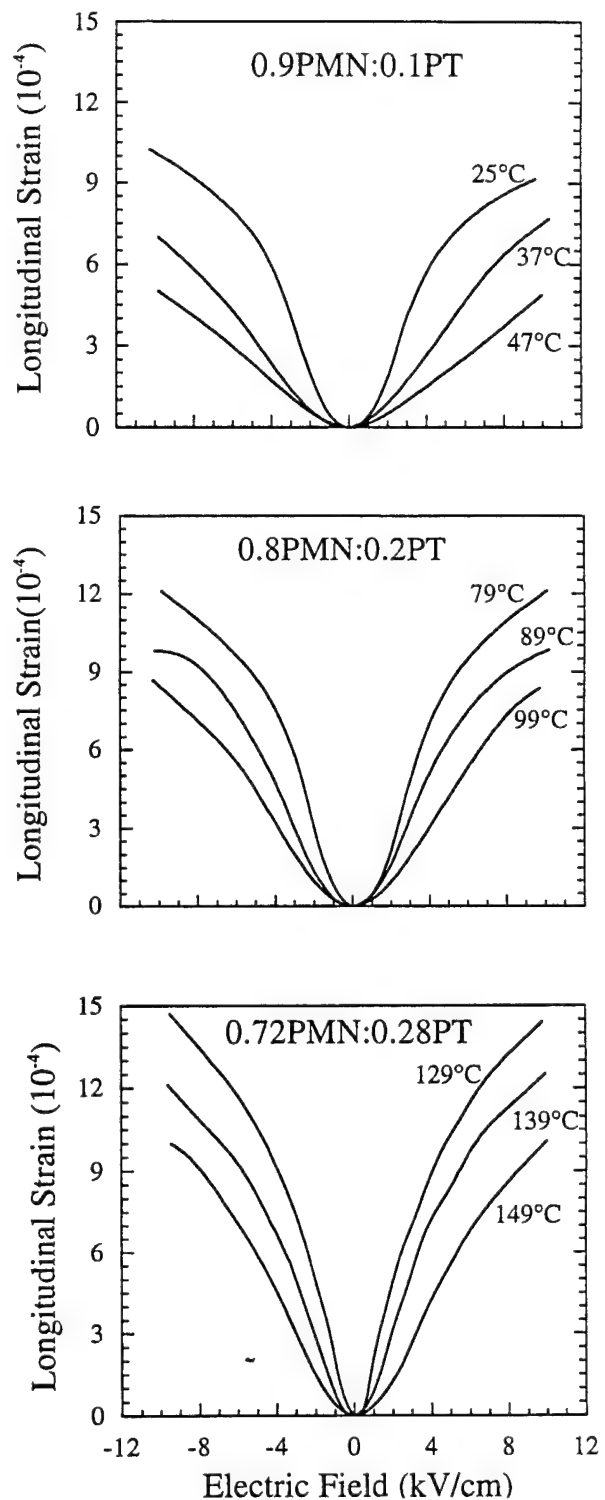 0.9PMN:0.1PT
Longitudinal Strain (10-4)
15
12
9
6
3
0
25°C
37°C
47°C
0.8PMN:0.2PT
Longitudinal Strain(10-4)
15
12
9
6
3
0
79°C
89°C
99°C
0.72PMN:0.28PT
Longitudinal Strain (10-4)
15
12
9
6
3
0
129°C
139°C
149°C
-12 -8 -4 0 4 8 12
Electric Field (kV/cm)